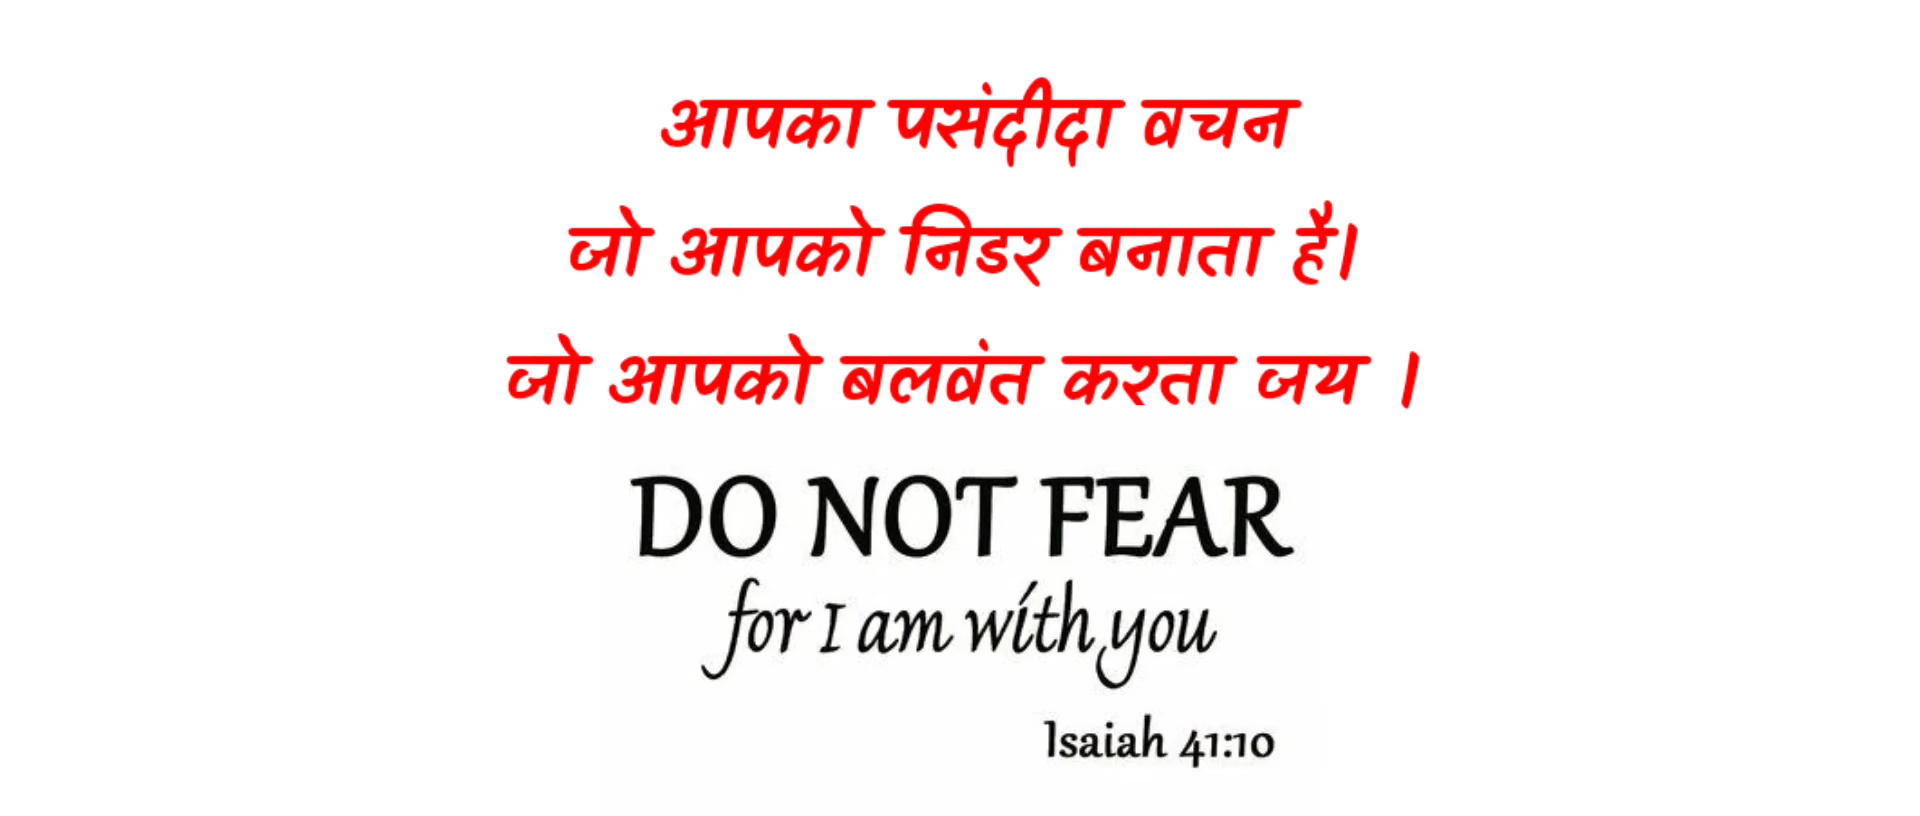 आपका पसंदीदा वचन
जो आपको निडर बनाता है।
जो आपको बलवंत करता जय ।
DO NOT FEAR
for I am with you
Isaiah 41:10